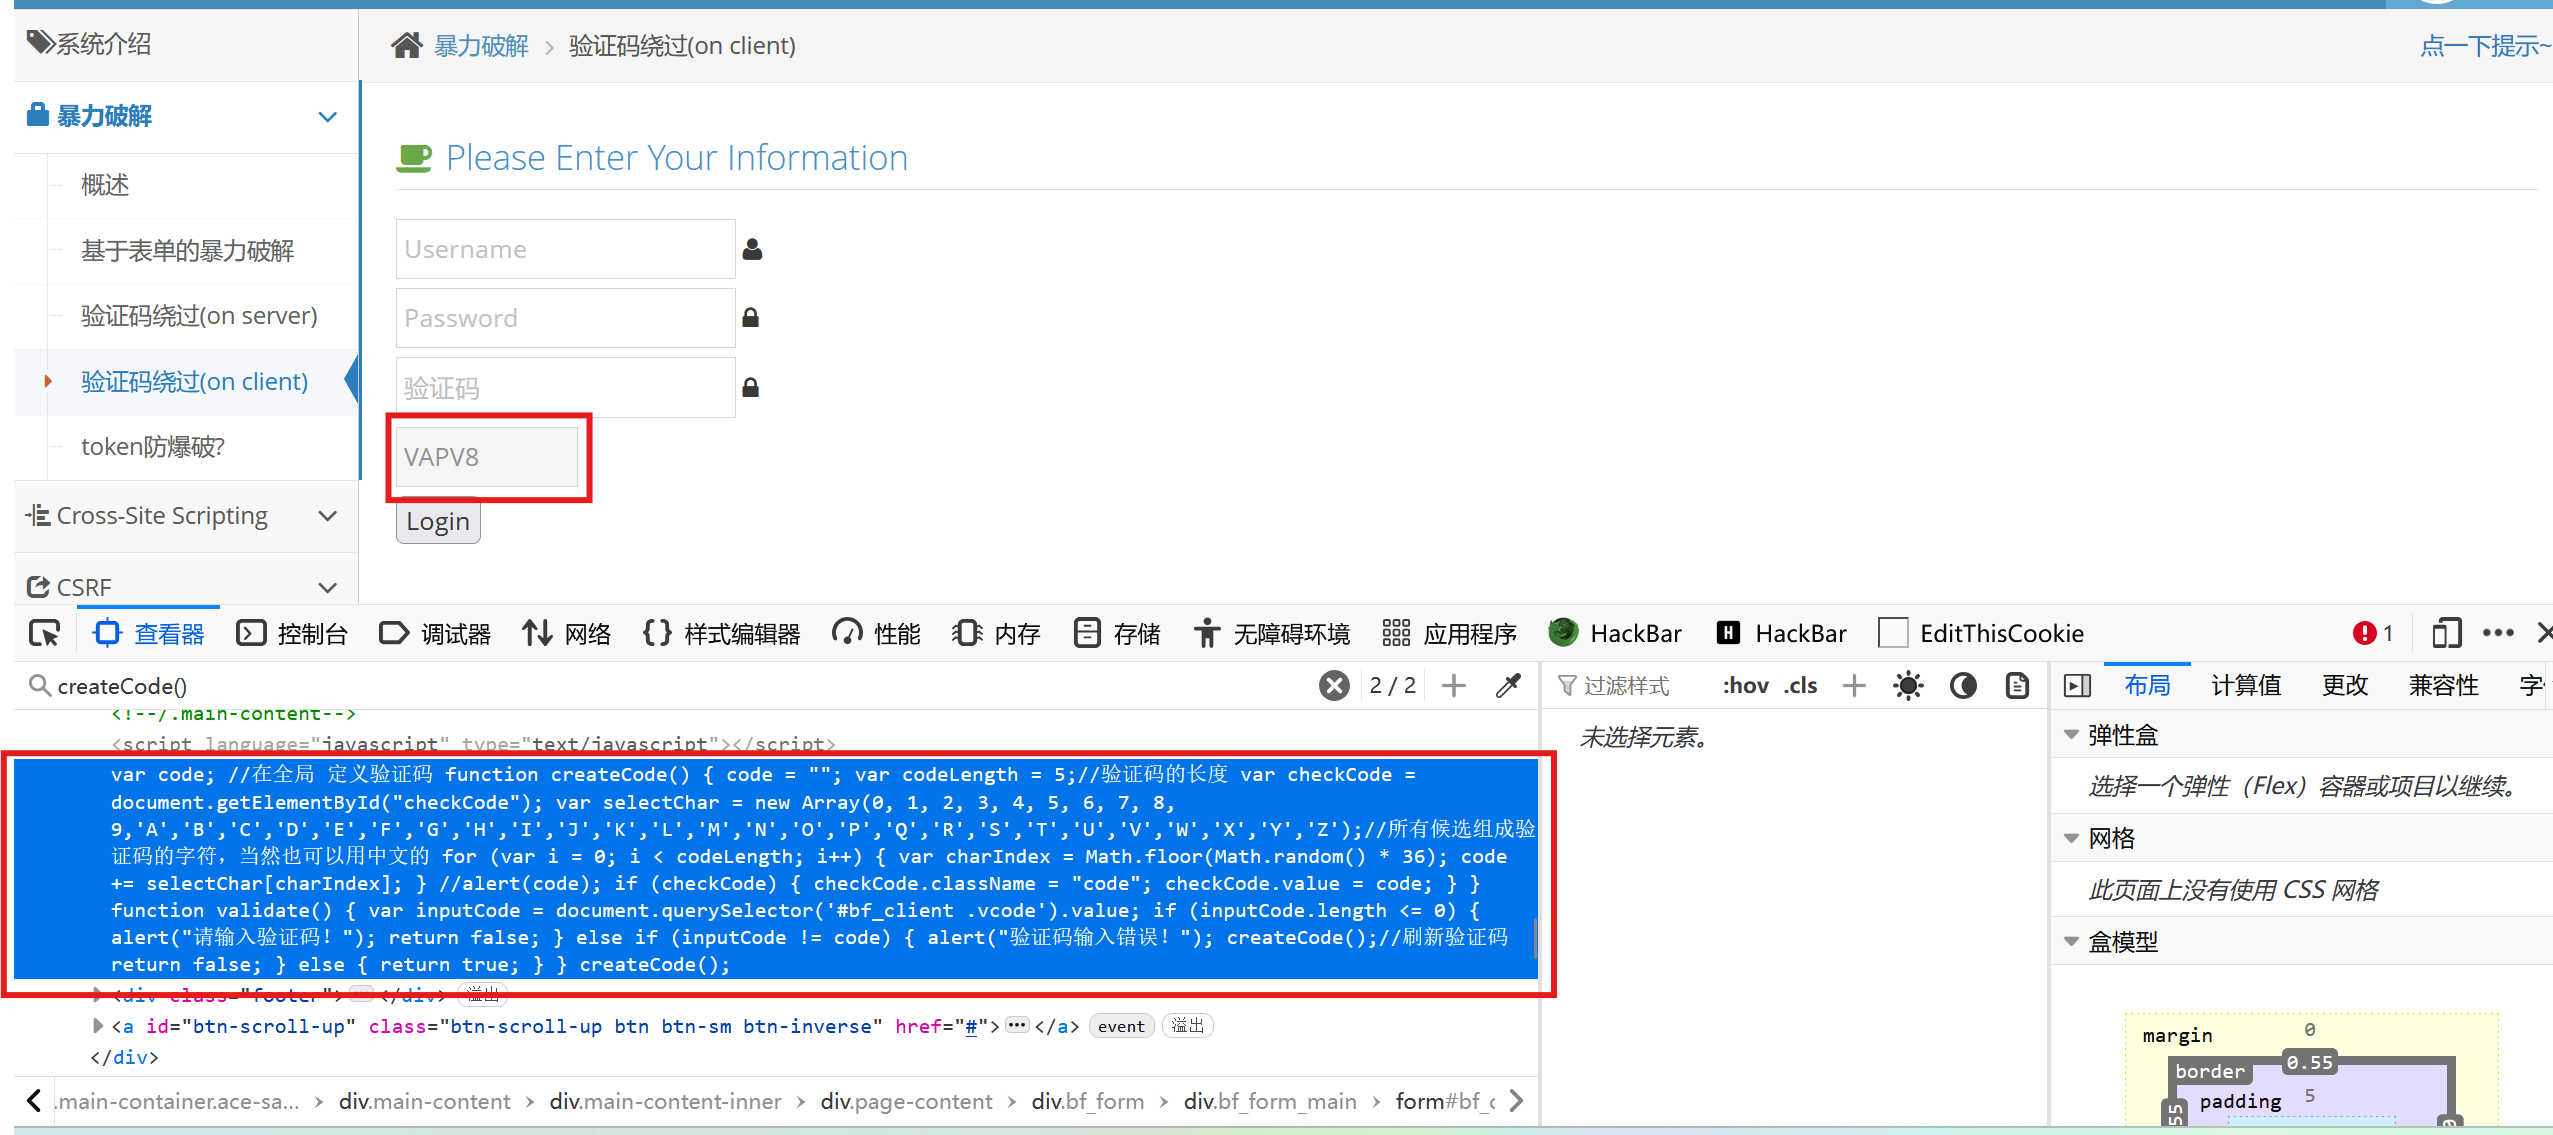 系统介绍
暴力破解 > 验证码绕过(on client)
点一下提示~
暴力破解
概述
基于表单的暴力破解
验证码绕过(on server)
验证码绕过(on client)
token防爆破?
Cross-Site Scripting
CSRF
Please Enter Your Information
Username
Password
验证码
VAPV8
Login
查看器 控制台 调试器 网络 样式编辑器 性能 内存 存储 无障碍环境 应用程序 HackBar HackBar EditThisCookie 1
createCode() 2 / 2
<!--/.main-content-->
<script language="javascript" type="text/javascript"></script>
var code; //在全局 定义验证码 function createCode() { code = ""; var codeLength = 5;//验证码的长度 var checkCode =
document.getElementById("checkCode"); var selectChar = new Array(0, 1, 2, 3, 4, 5, 6, 7, 8,
9,'A','B','C','D','E','F','G','H','I','J','K','L','M','N','O','P','Q','R','S','T','U','V','W','X','Y','Z');//所有候选组成验
证码的字符，当然也可以用中文的 for (var i = 0; i < codeLength; i++) { var charIndex = Math.floor(Math.random() * 36); code
+= selectChar[charIndex]; } //alert(code); if (checkCode) { checkCode.className = "code"; checkCode.value = code; } }
function validate() { var inputCode = document.querySelector('#bf_client .vcode').value; if (inputCode.length <= 0) {
alert("请输入验证码！"); return false; } else if (inputCode != code) { alert("验证码输入错误！"); createCode();//刷新验证码
return false; } else { return true; } } createCode();
<div class="footer"> ··· </div> 溢出
<a id="btn-scroll-up" class="btn-scroll-up btn btn-sm btn-inverse" href="#"> ··· </a> event 溢出
</div>
.main-container.ace-sa... > div.main-content > div.main-content-inner > div.page-content > div.bf_form > div.bf_form_main > form#bf_c
过滤样式 :hov .cls
未选择元素。
布局 计算值 更改 兼容性 字
弹性盒
选择一个弹性（Flex）容器或项目以继续。
网格
此页面上没有使用 CSS 网格
盒模型
margin 0
border 0.55
padding 5
55
0